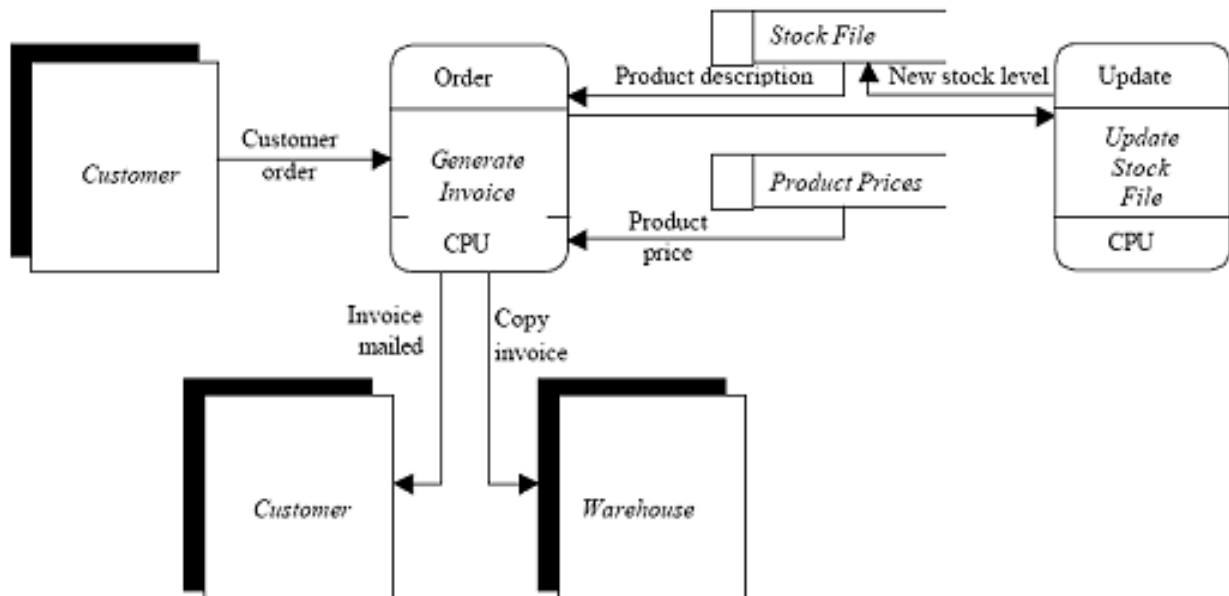 Stock File
Order
Product description
New stock level
Update
Customer
Customer
order
Generate
Invoice
Product Prices
Update
Stock
File
CPU
Product
price
CPU
Invoice
mailed
Copy
invoice
Customer
Warehouse